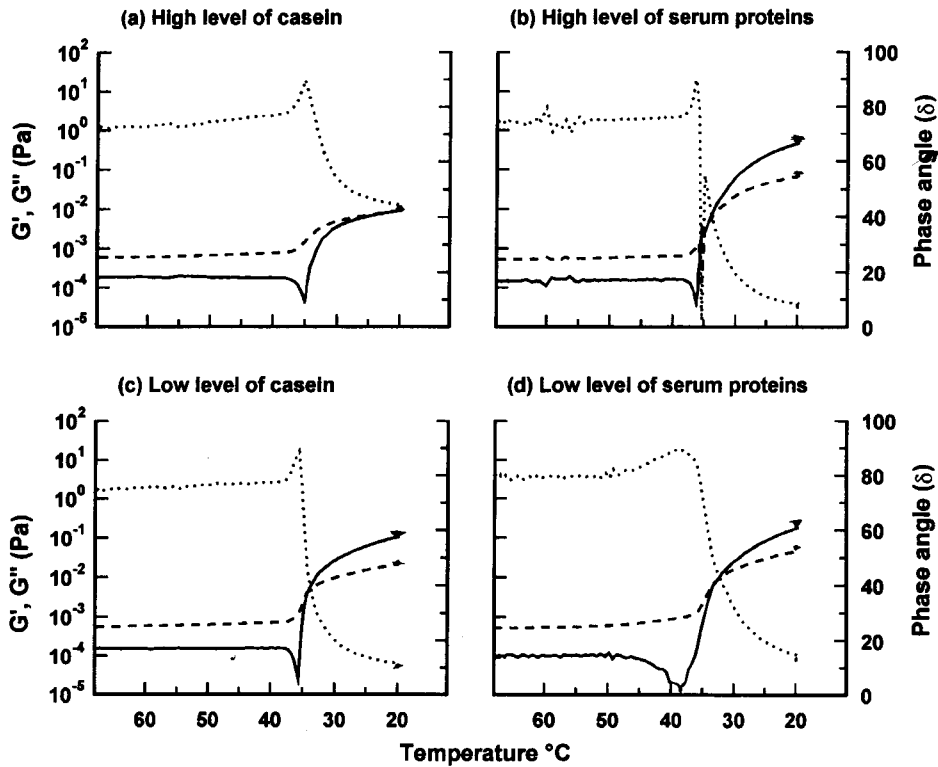 (a) High level of casein
(b) High level of serum proteins
10² 10¹ 10⁰ 10⁻¹ 10⁻² 10⁻³ 10⁻⁴ 10⁻⁵
G', G'' (Pa)
100 80 60 40 20 0
Phase angle (δ)
(c) Low level of casein
(d) Low level of serum proteins
10² 10¹ 10⁰ 10⁻¹ 10⁻² 10⁻³ 10⁻⁴ 10⁻⁵
G', G'' (Pa)
100 80 60 40 20 0
Phase angle (δ)
60 50 40 30 20
60 50 40 30 20
Temperature °C